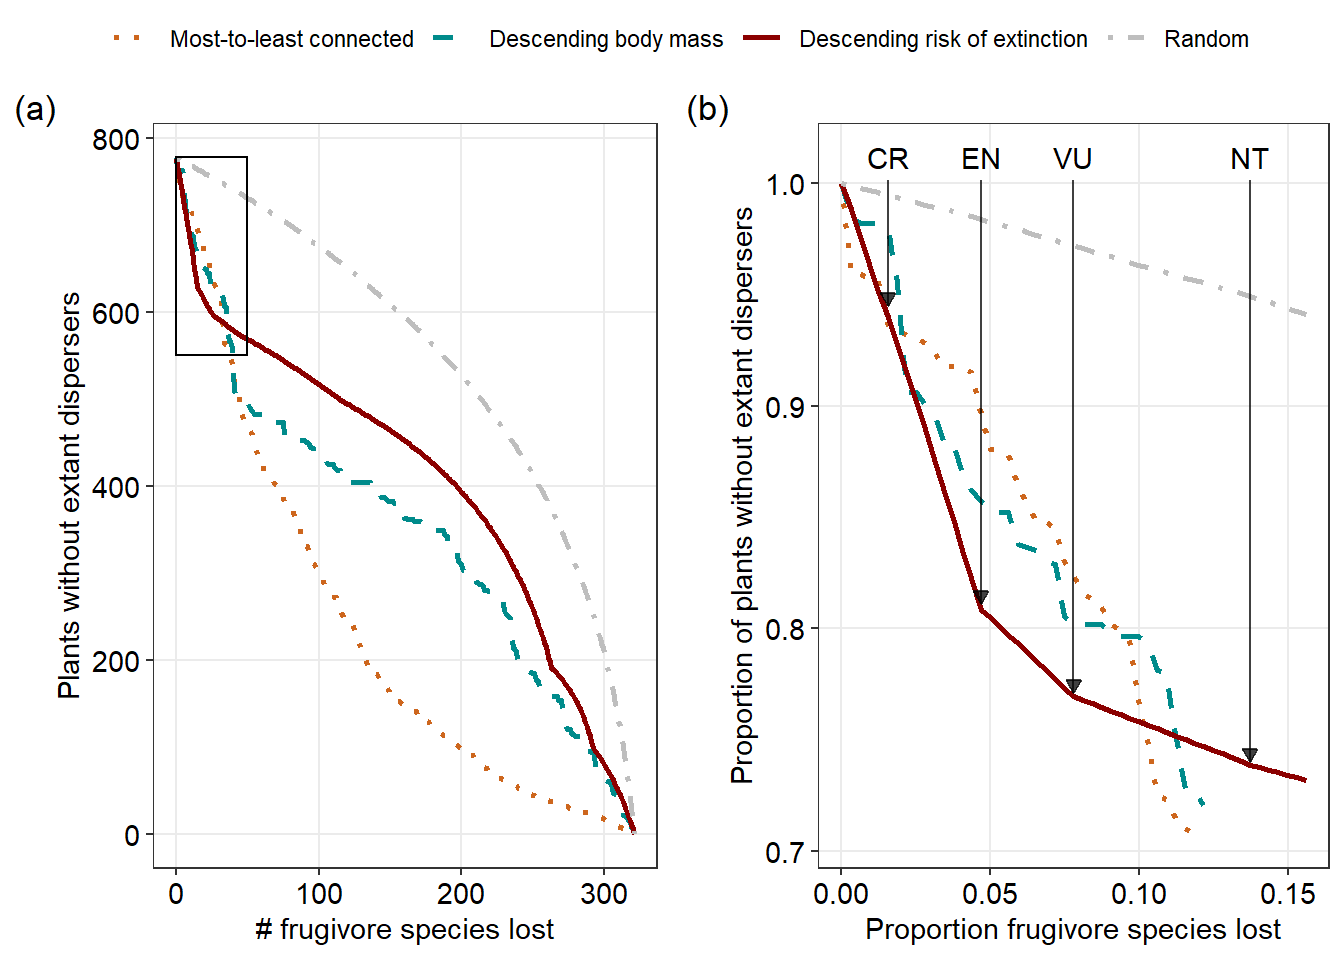 Most-to-least connected Descending body mass Descending risk of extinction Random
(a)
Plants without extant dispersers
800
600
400
200
0
0 100 200 300
# frugivore species lost
(b)
Proportion of plants without extant dispersers
CR EN VU NT
1.0
0.9
0.8
0.7
0.00 0.05 0.10 0.15
Proportion frugivore species lost